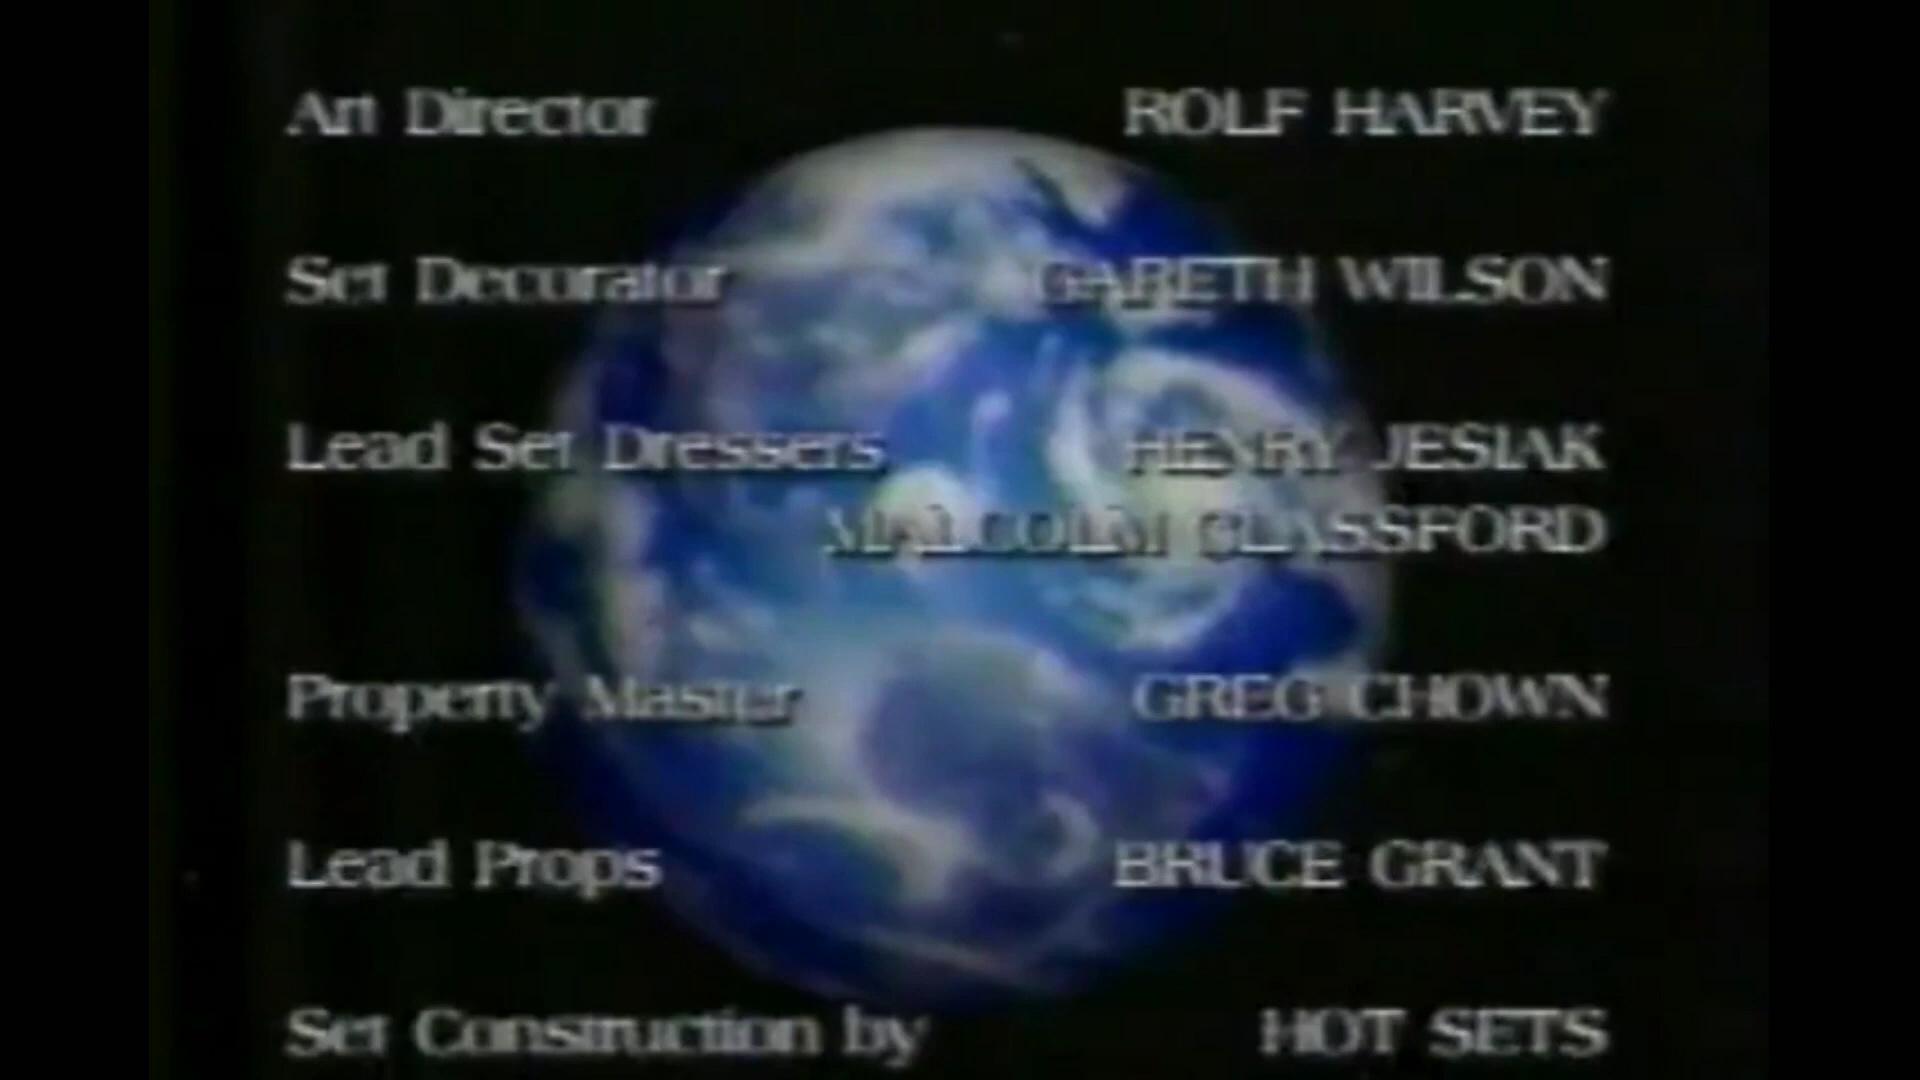 Art Director ROLF HARVEY
Set Decorator GARETH WILSON
Lead Set Dressers HENRY JESIAK
MALCOLM GLASSFORD
Property Master GREG CHOWN
Lead Props BRUCE GRANT
Set Construction by HOT SETS